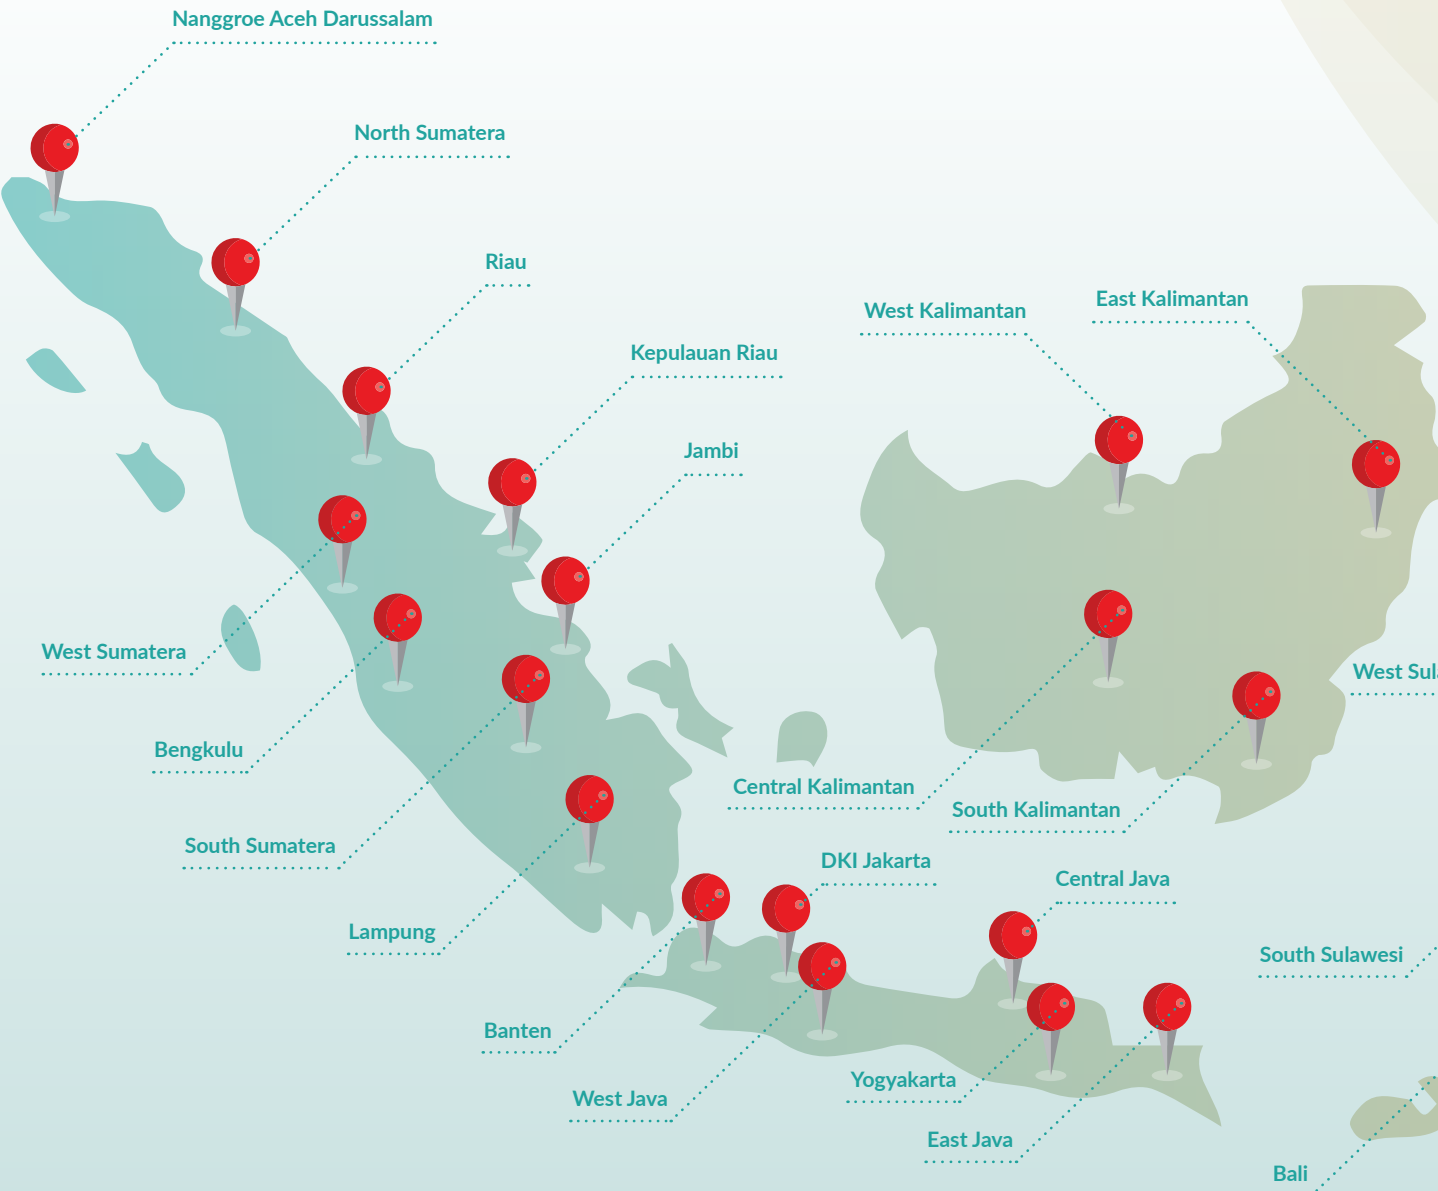 Nanggroe Aceh Darussalam
North Sumatera
Riau
East Kalimantan
West Kalimantan
Kepulauan Riau
Jambi
West Sumatera
West
Bengkulu
Central Kalimantan
South Kalimantan
South Sumatera
DKI Jakarta
Central Java
Lampung
South Sulawesi
Banten
Yogyakarta
West Java
East Java
Bali